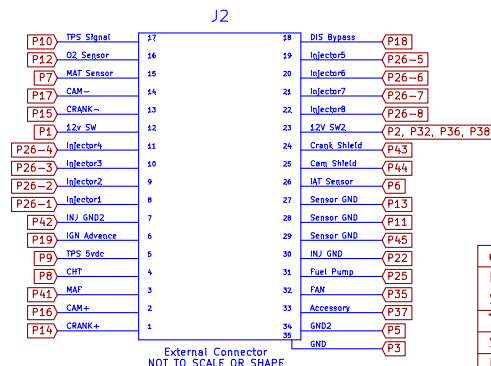 J2
P10 TPS Signal 17 18 DIS Bypass P18
P12 O2 Sensor 16 19 Injector5 P26-5
P7 MAT Sensor 15 20 Injector6 P26-6
P17 CAM- 14 21 Injector7 P26-7
P15 CRANK- 13 22 Injector8 P26-8
P1 12v SW 12 23 12V SW2 P2, P32, P36, P38
P26-4 Injector4 11 24 Crank Shield P43
P26-3 Injector3 10 25 Cam Shield P44
P26-2 Injector2 9 26 IAT Sensor P6
P26-1 Injector1 8 27 Sensor GND P13
P42 INJ GND2 7 28 Sensor GND P11
P19 IGN Advance 6 29 Sensor GND P45
P9 TPS 5vdc 5 30 INJ GND P22
P8 CHT 4 31 Fuel Pump P25
P41 MAF 3 32 FAN P35
P16 CAM+ 2 33 Accessory P37
P14 CRANK+ 1 34 GND2 P5
35 GND P3
External Connector
NOT TO SCALE OR SHAPE